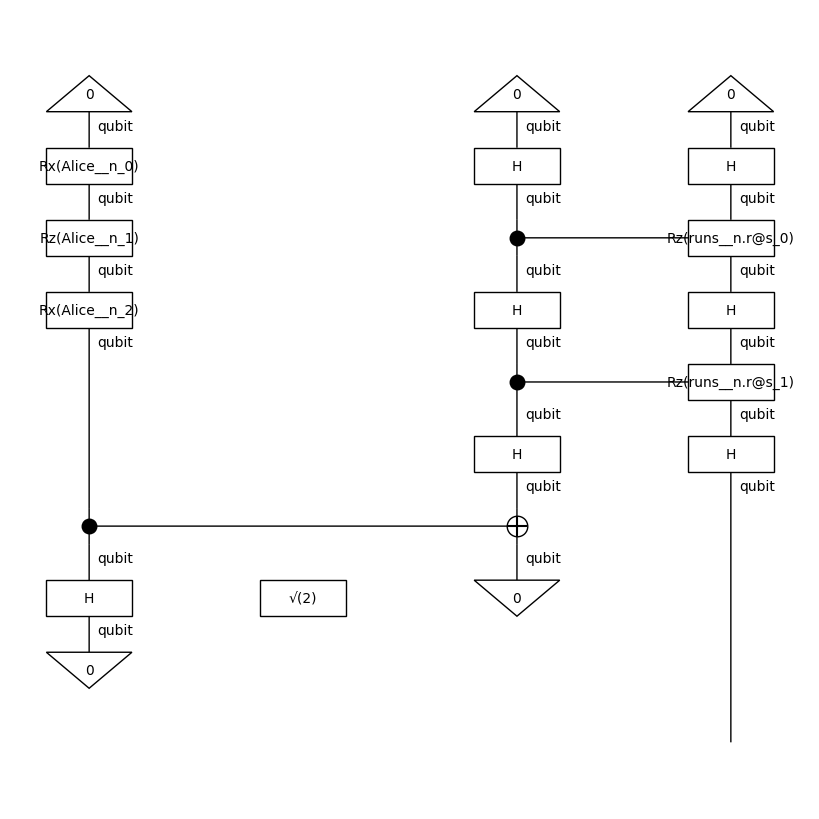 0 0 0
qubit qubit qubit
Rx(Alice__n_0) H H
qubit qubit qubit
Rz(Alice__n_1) Rz(runs__n.r@s_0)
qubit qubit qubit
Rx(Alice__n_2) H H
qubit qubit qubit
Rz(runs__n.r@s_1)
qubit qubit
H H
qubit qubit
qubit qubit
H √(2) 0
qubit
0